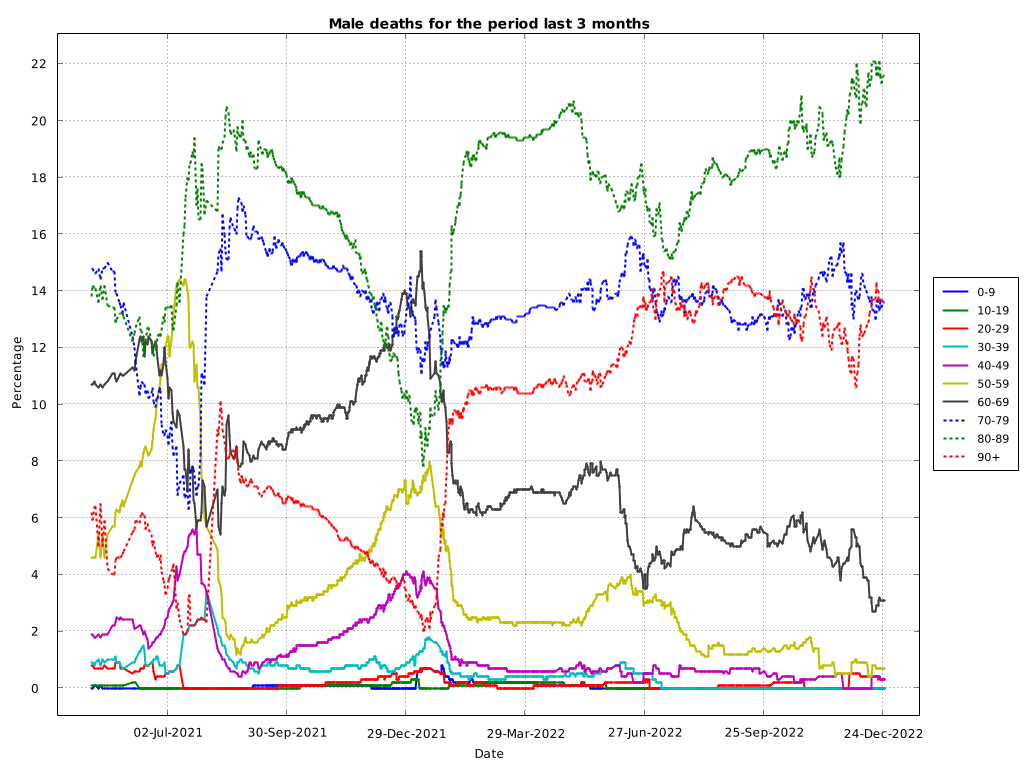 Male deaths for the period last 3 months
Percentage
22
20
18
16
14
12
10
8
6
4
2
0
02-Jul-2021
30-Sep-2021
29-Dec-2021
29-Mar-2022
27-Jun-2022
25-Sep-2022
24-Dec-2022
Date
0-9
10-19
20-29
30-39
40-49
50-59
60-69
70-79
80-89
90+